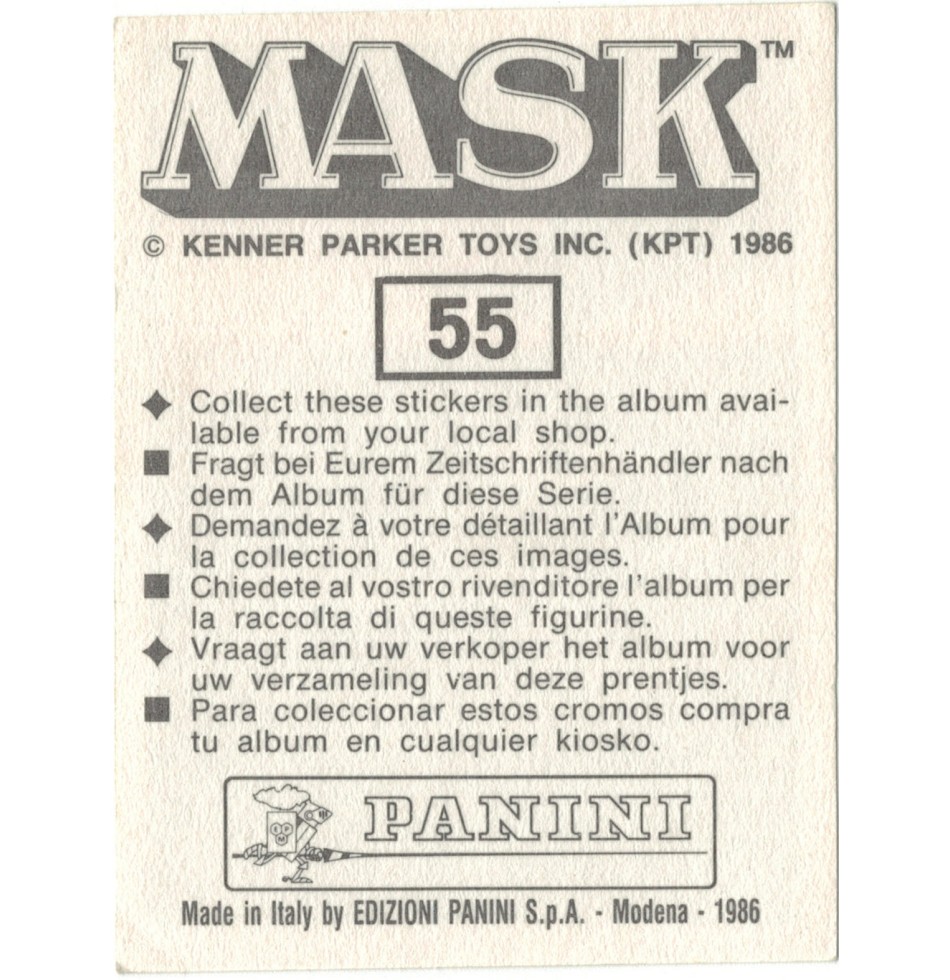 MASK™
© KENNER PARKER TOYS INC. (KPT) 1986
55
Collect these stickers in the album avai-
lable from your local shop.
Fragt bei Eurem Zeitschriftenhändler nach
dem Album für diese Serie.
Demandez à votre détaillant l'Album pour
la collection de ces images.
Chiedete al vostro rivenditore l'album per
la raccolta di queste figurine.
Vraagt aan uw verkoper het album voor
uw verzameling van deze prentjes.
Para coleccionar estos cromos compra
tu album en cualquier kiosko.
PANINI
Made in Italy by EDIZIONI PANINI S.p.A. - Modena - 1986